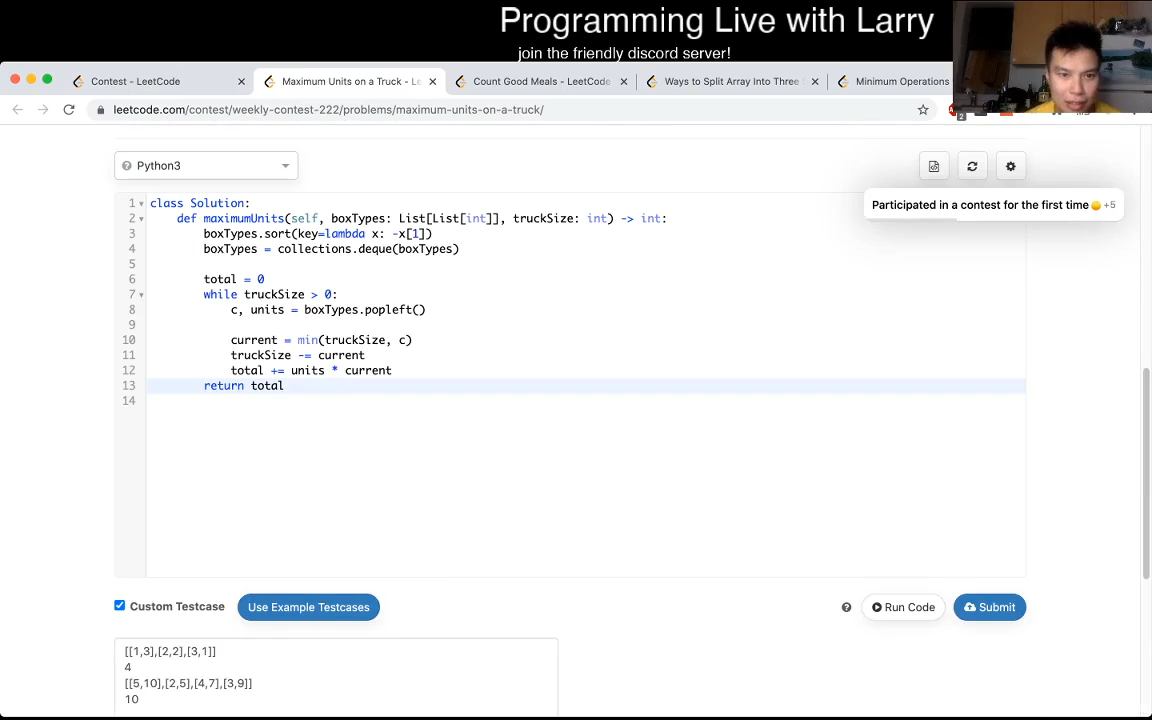 Programming Live with Larry
join the friendly discord server!
Contest - LeetCode
Maximum Units on a Truck - Le
Count Good Meals - LeetCode
Ways to Split Array Into Three
Minimum Operations
leetcode.com/contest/weekly-contest-222/problems/maximum-units-on-a-truck/
2
Python3
Participated in a contest for the first time +5
1 class Solution:
2 def maximumUnits(self, boxTypes: List[List[int]], truckSize: int) -> int:
3 boxTypes.sort(key=lambda x: -x[1])
4 boxTypes = collections.deque(boxTypes)
5
6 total = 0
7 while truckSize > 0:
8 c, units = boxTypes.popleft()
9
10 current = min(truckSize, c)
11 truckSize -= current
12 total += units * current
13 return total
14
Custom Testcase
Use Example Testcases
Run Code
Submit
[[1,3],[2,2],[3,1]]
4
[[5,10],[2,5],[4,7],[3,9]]
10